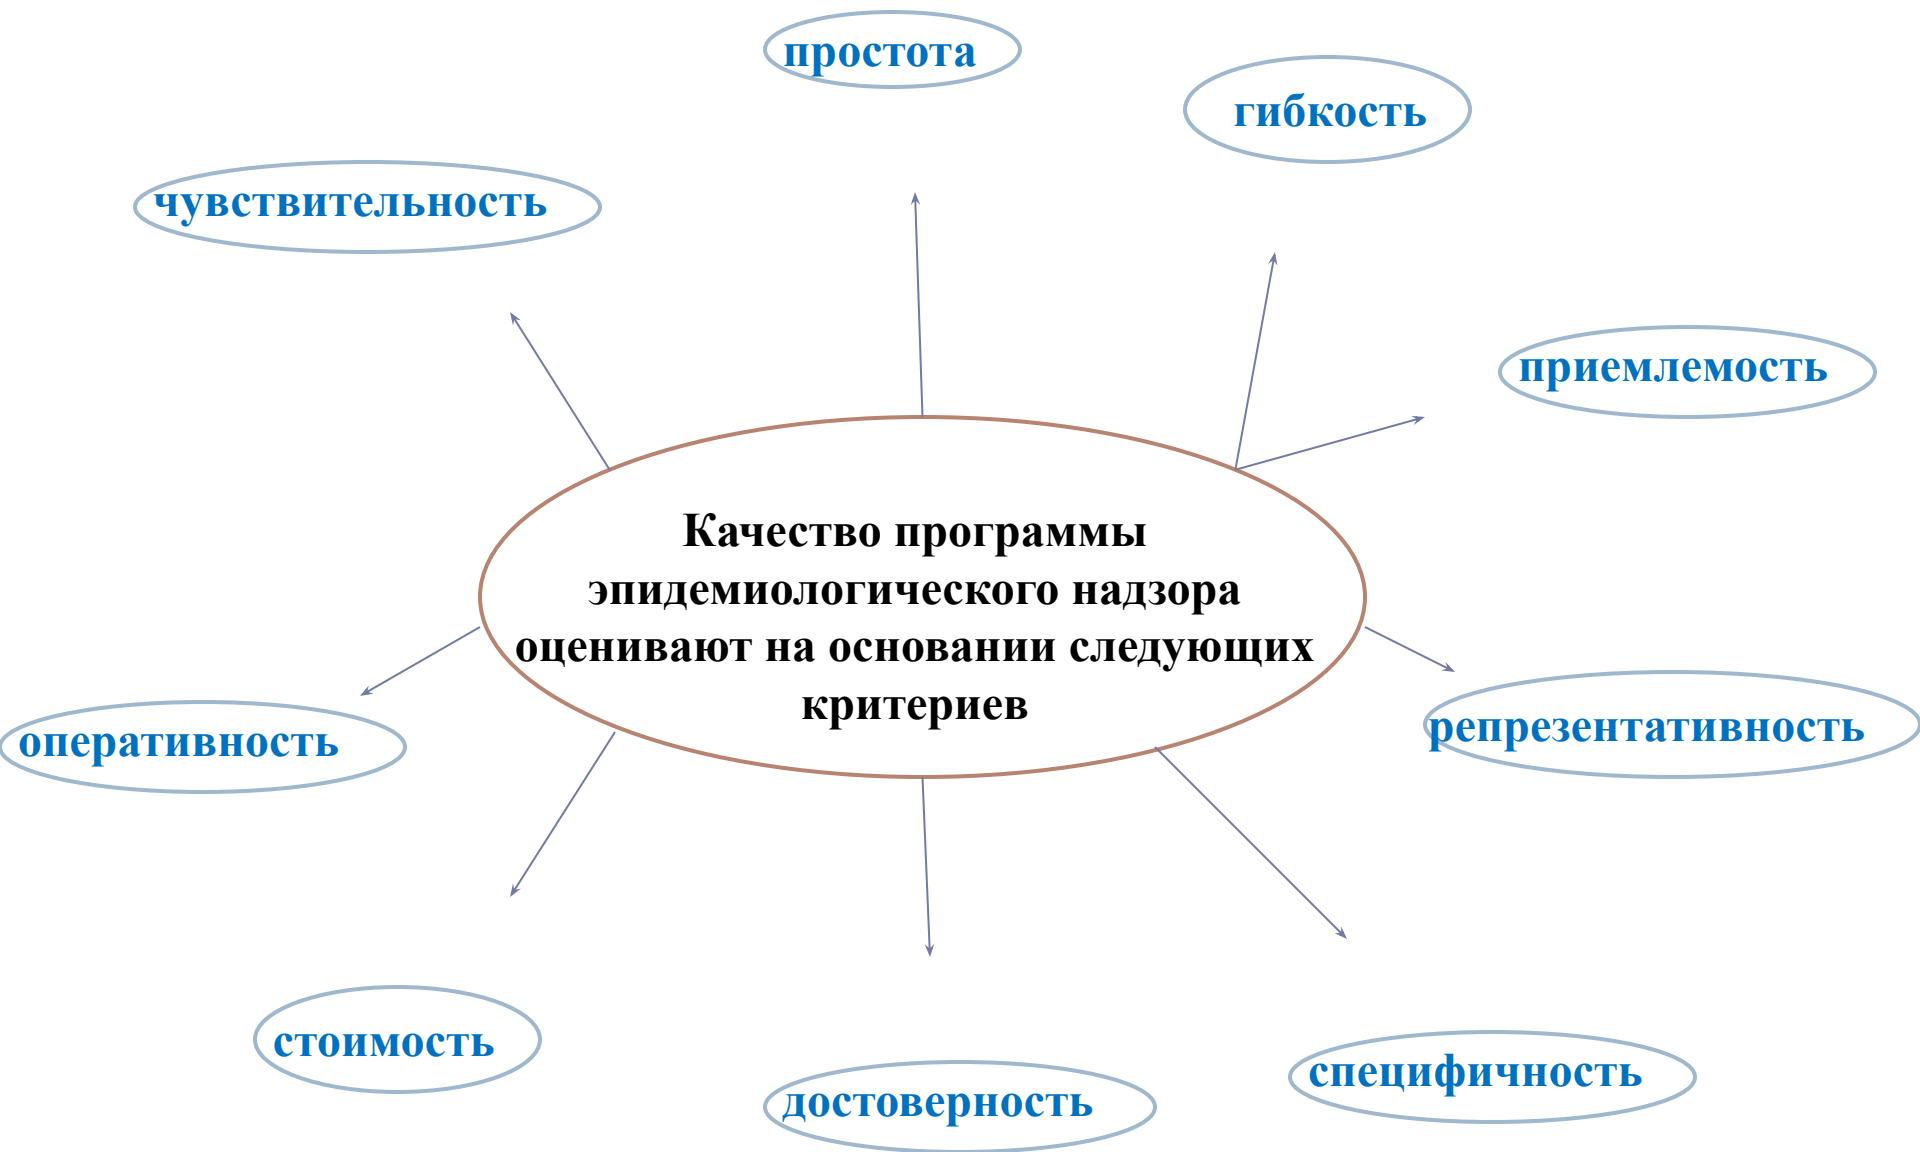 простота
гибкость
чувствительность
приемлемость
Качество программы
эпидемиологического надзора
оценивают на основании следующих
критериев
оперативность
репрезентативность
стоимость
специфичность
достоверность